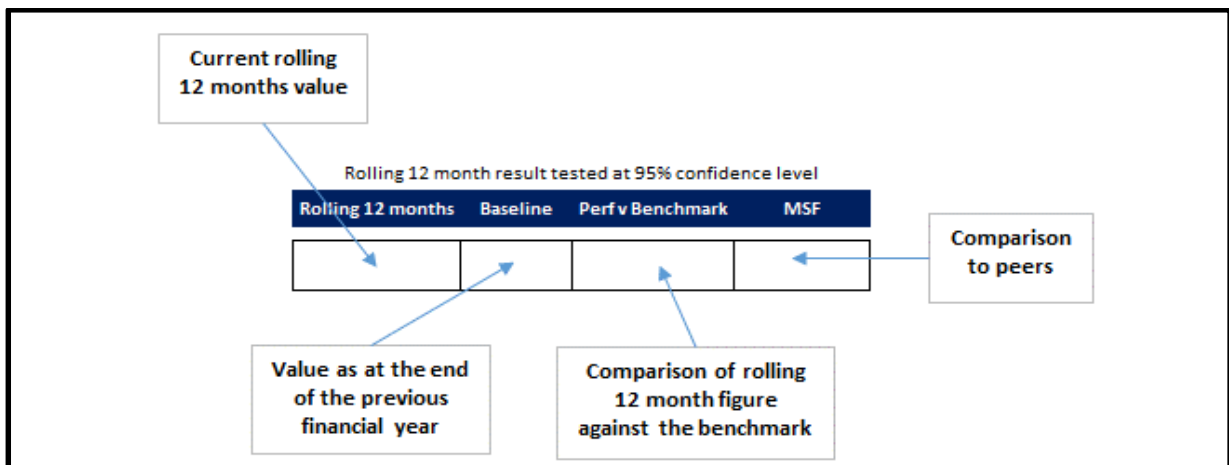 Current rolling
12 months value
Rolling 12 month result tested at 95% confidence level
Rolling 12 months Baseline Perf v Benchmark MSF
Comparison
to peers
Value as at the end
of the previous
financial year
Comparison of rolling
12 month figure
against the benchmark